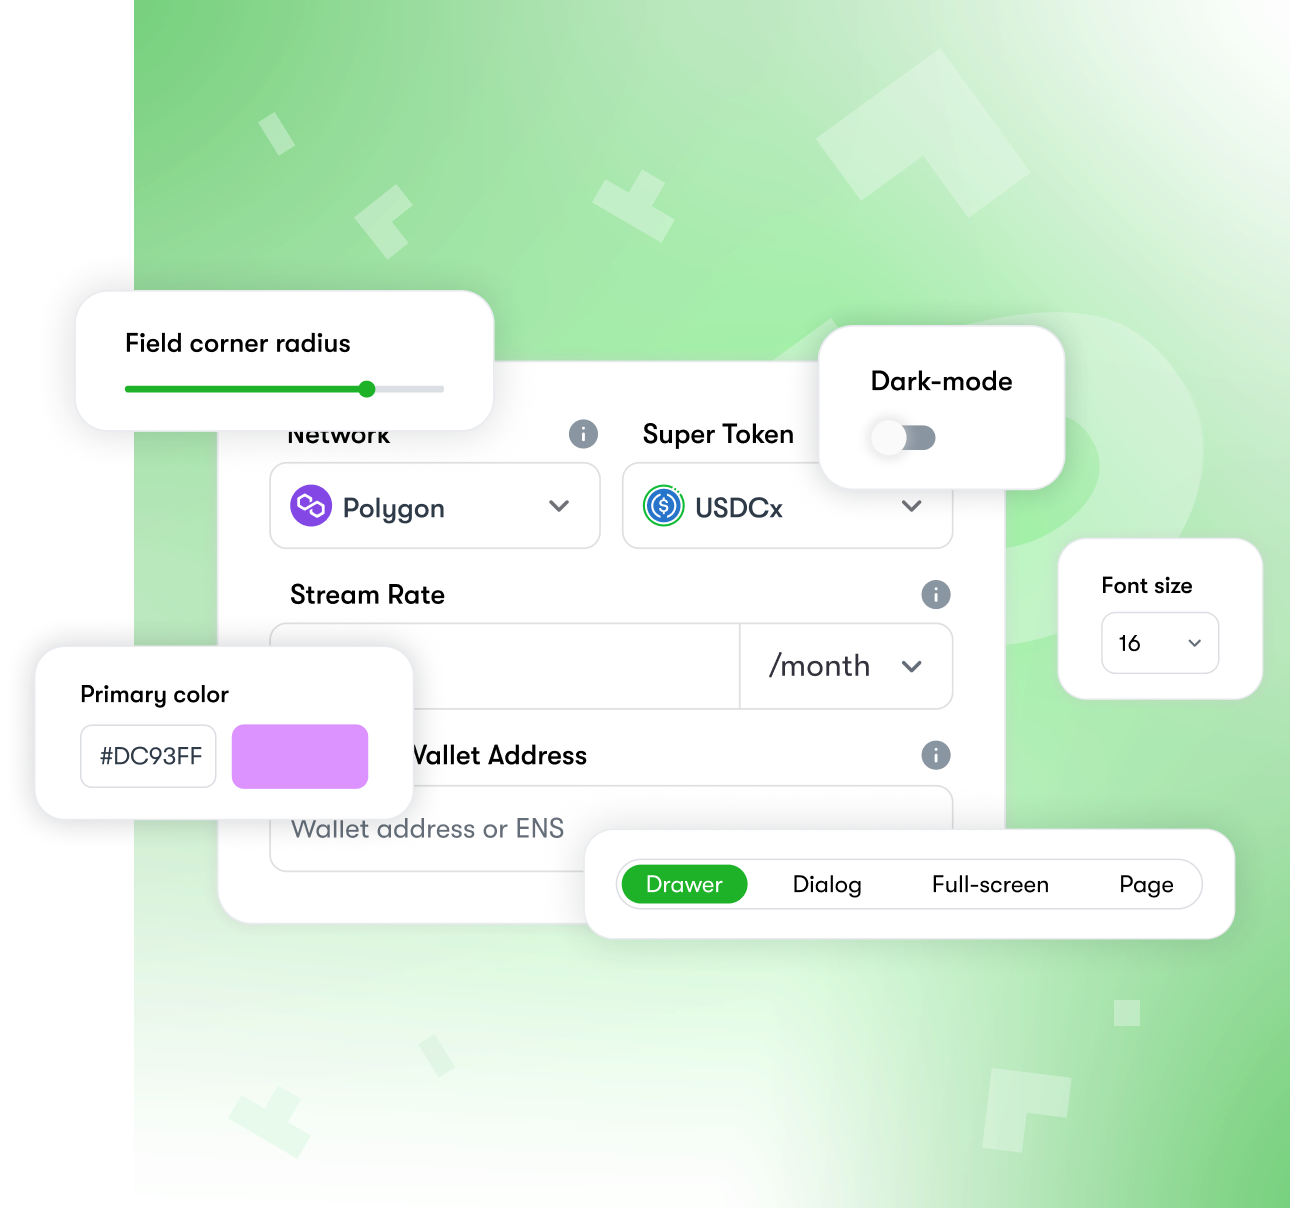 Field corner radius
Dark-mode
Network
Super Token
Polygon
USDCx
Font size
16
Stream Rate
/month
Primary color
#DC93FF
Wallet Address
Wallet address or ENS
Drawer
Dialog
Full-screen
Page